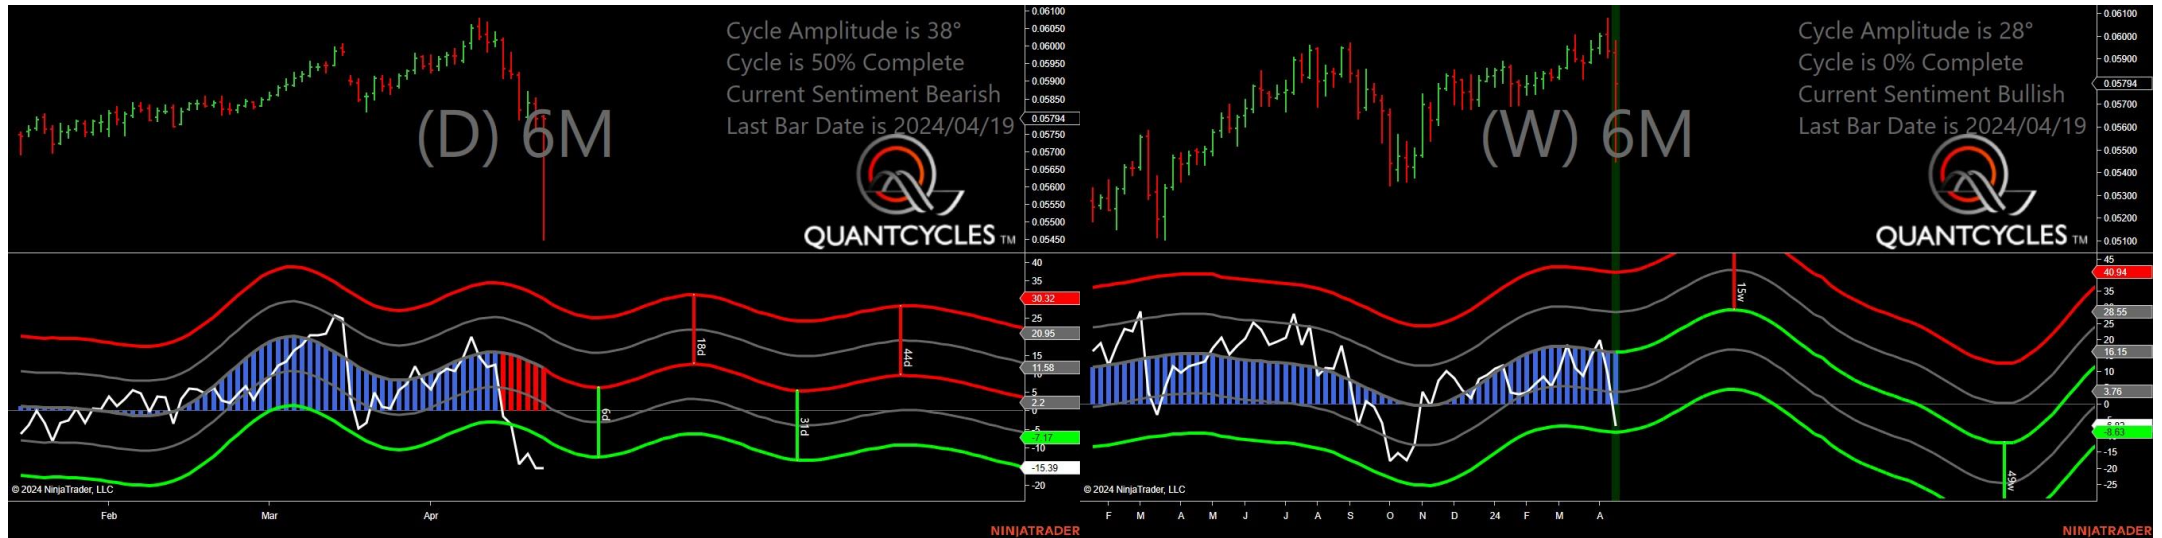 Cycle Amplitude is 38°
Cycle is 50% Complete
Current Sentiment Bearish
Last Bar Date is 2024/04/19
(D) 6M
QUANTCYCLES TM
0.06100
0.06050
0.06000
0.05950
0.05900
0.05850
0.05794
0.05750
0.05700
0.05650
0.05600
0.05550
0.05500
0.05450
40
35
30.32
25
20.95
15
11.58
5
2.2
0
-5
-7.17
-10
-15.39
-20
18d
44d
6d
31d
© 2024 NinjaTrader, LLC
Feb Mar Apr
NINJATRADER
Cycle Amplitude is 28°
Cycle is 0% Complete
Current Sentiment Bullish
Last Bar Date is 2024/04/19
(W) 6M
QUANTCYCLES TM
0.06100
0.06000
0.05900
0.05794
0.05700
0.05600
0.05500
0.05400
0.05300
0.05200
0.05100
45
40.94
35
28.55
25
20
16.15
10
5
3.76
0
-8.63
-15
-20
-25
15w
49w
© 2024 NinjaTrader, LLC
F M A M J J A S O N D 24 F M A
NINJATRADER